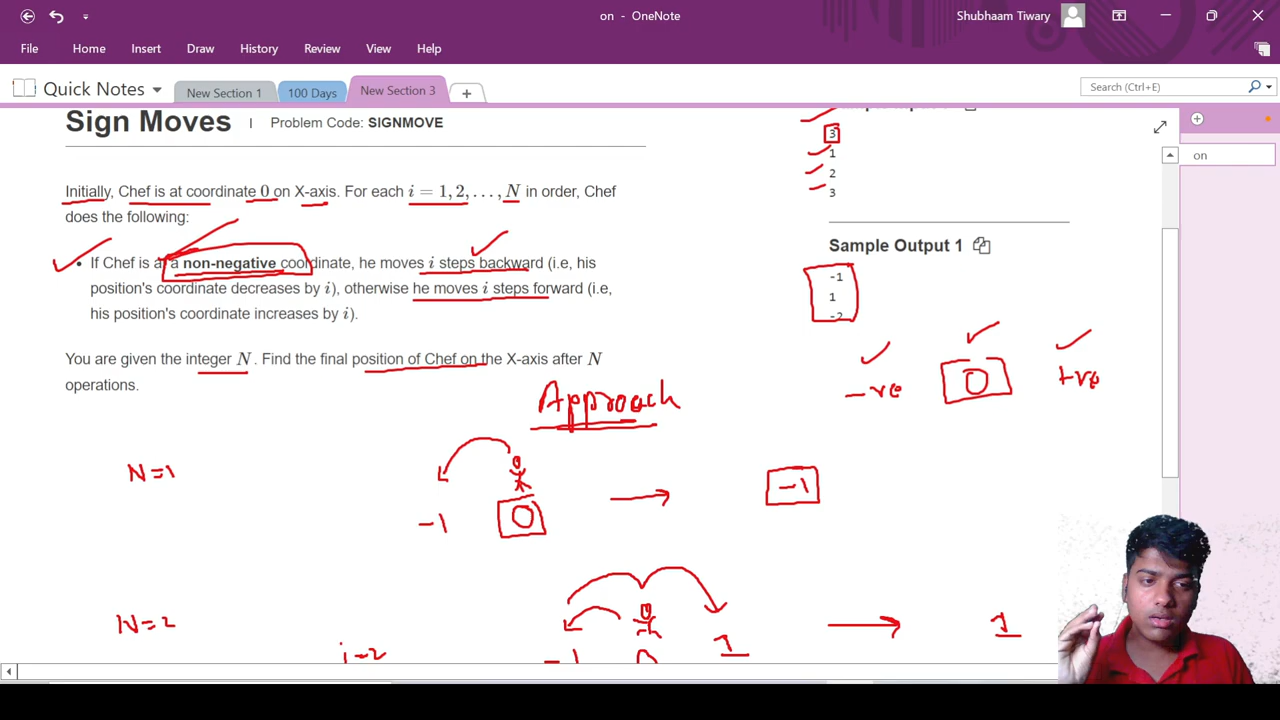 on - OneNote
Shubhaam Tiwary
File Home Insert Draw History Review View Help
Quick Notes
New Section 1
100 Days
New Section 3
+
Search (Ctrl+E)
on
Sign Moves | Problem Code: SIGNMOVE
Initially, Chef is at coordinate 0 on X-axis. For each i = 1, 2, . . . , N in order, Chef
does the following:
• If Chef is at a non-negative coordinate, he moves i steps backward (i.e, his
position's coordinate decreases by i), otherwise he moves i steps forward (i.e,
his position's coordinate increases by i).
You are given the integer N. Find the final position of Chef on the X-axis after N
operations.
3
1
2
3
Sample Output 1
-1
1
-2
-ve 0 +ve
Approach
N=1
-1 0 → -1
N=2
i=2
-1 0 1 → 1